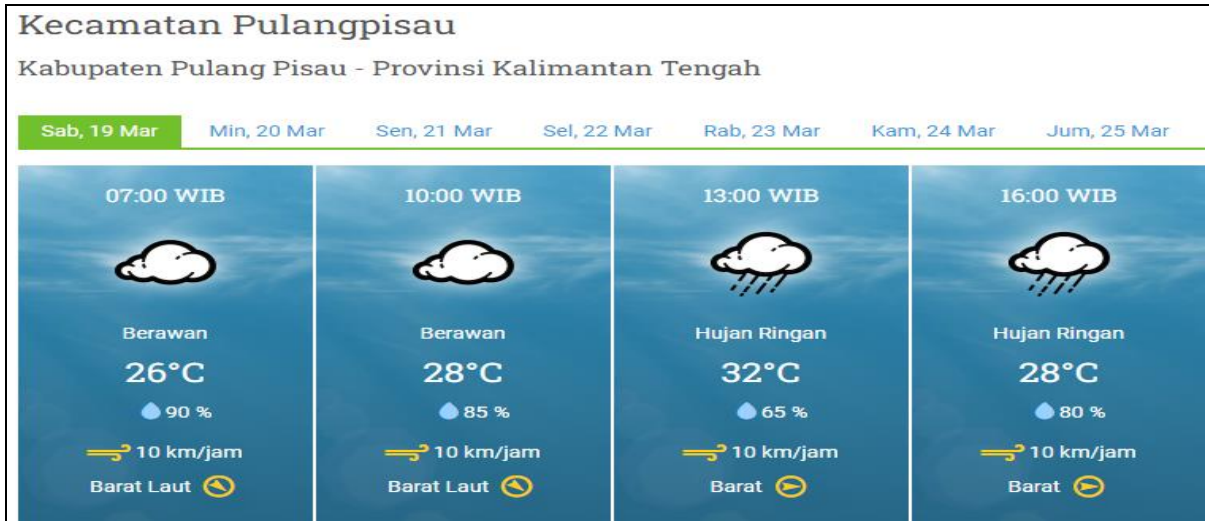 Kecamatan Pulangpisau
Kabupaten Pulang Pisau - Provinsi Kalimantan Tengah
Sab, 19 Mar Min, 20 Mar Sen, 21 Mar Sel, 22 Mar Rab, 23 Mar Kam, 24 Mar Jum, 25 Mar
07:00 WIB 10:00 WIB 13:00 WIB 16:00 WIB
Berawan Berawan Hujan Ringan Hujan Ringan
26°C 28°C 32°C 28°C
90 % 85 % 65 % 80 %
10 km/jam 10 km/jam 10 km/jam 10 km/jam
Barat Laut Barat Laut Barat Barat